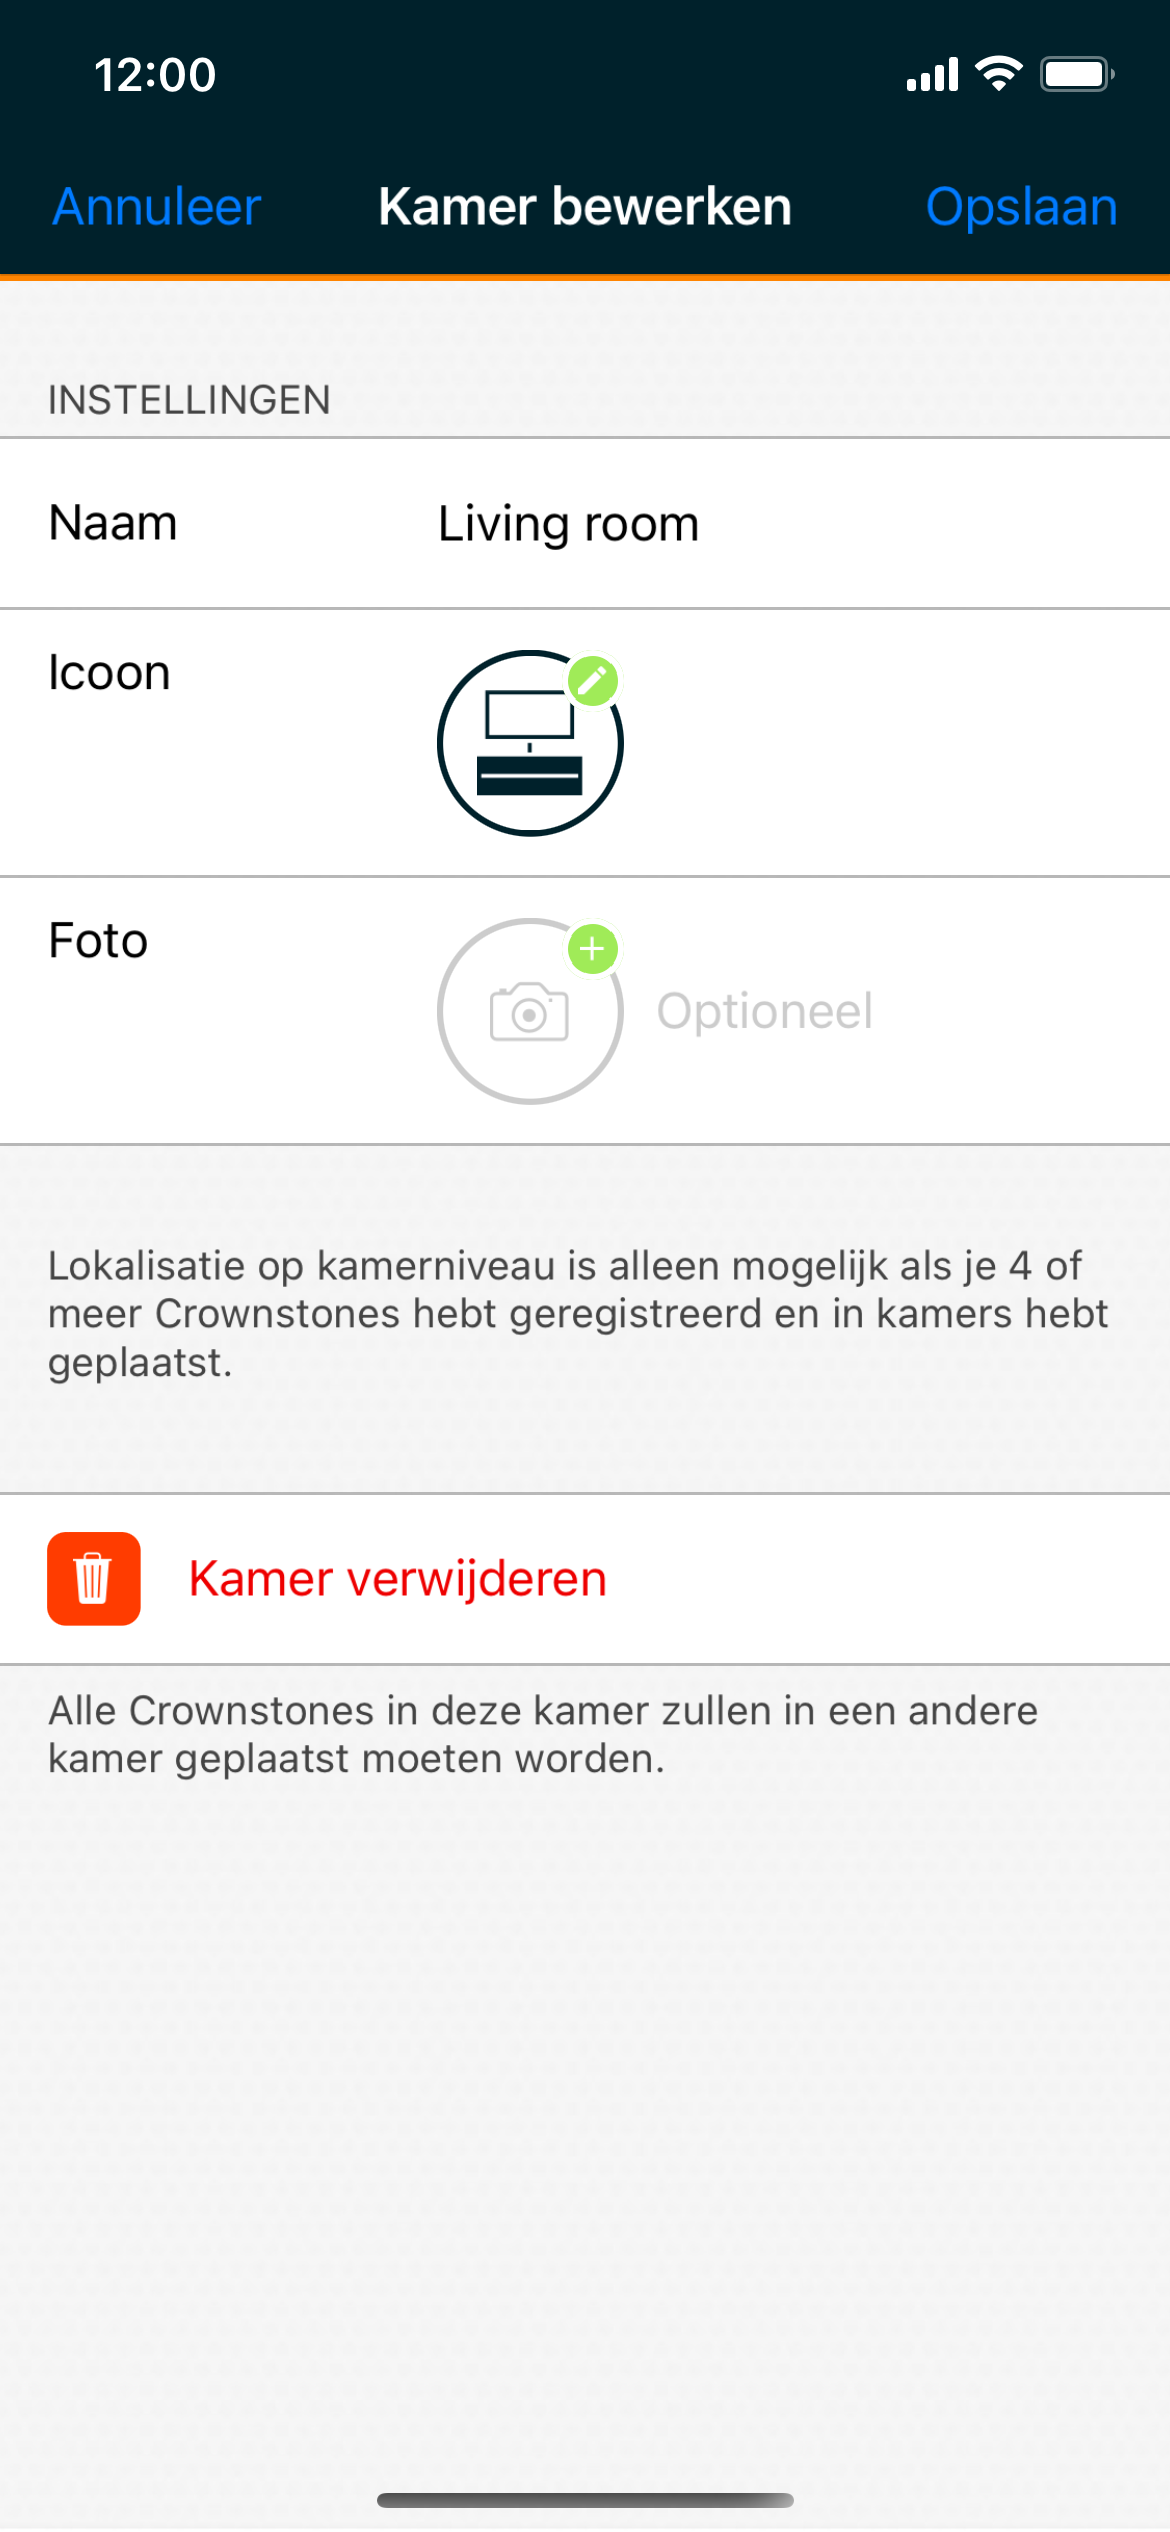 12:00
Annuleer
Kamer bewerken
Opslaan
INSTELLINGEN
Naam
Living room
Icoon
Foto
Optioneel
Lokalisatie op kamerniveau is alleen mogelijk als je 4 of
meer Crownstones hebt geregistreerd en in kamers hebt
geplaatst.
Kamer verwijderen
Alle Crownstones in deze kamer zullen in een andere
kamer geplaatst moeten worden.